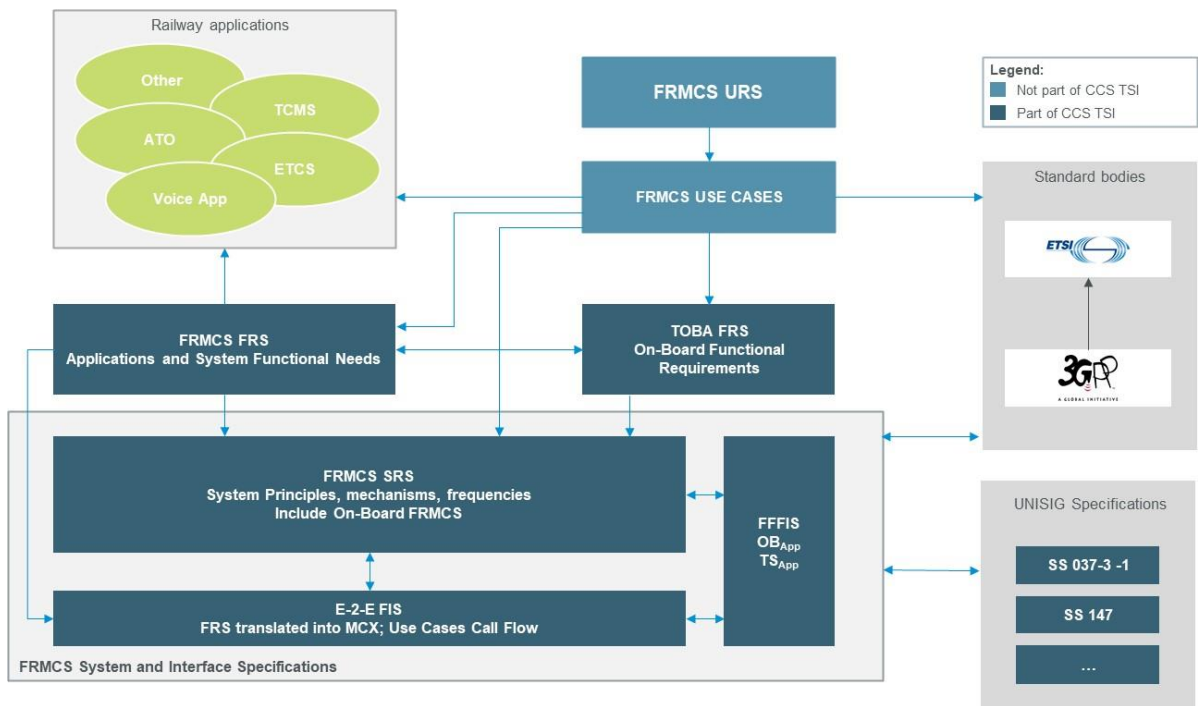 Railway applications
Other
TCMS
ATO
ETCS
Voice App
FRMCS URS
Legend:
Not part of CCS TSI
Part of CCS TSI
FRMCS USE CASES
Standard bodies
ETSI
3GPP
A GLOBAL INITIATIVE
FRMCS FRS
Applications and System Functional Needs
TOBA FRS
On-Board Functional
Requirements
FRMCS SRS
System Principles, mechanisms, frequencies
Include On-Board FRMCS
FFFIS
OBApp
TSApp
E-2-E FIS
FRS translated into MCX; Use Cases Call Flow
FRMCS System and Interface Specifications
UNISIG Specifications
SS 037-3 -1
SS 147
...